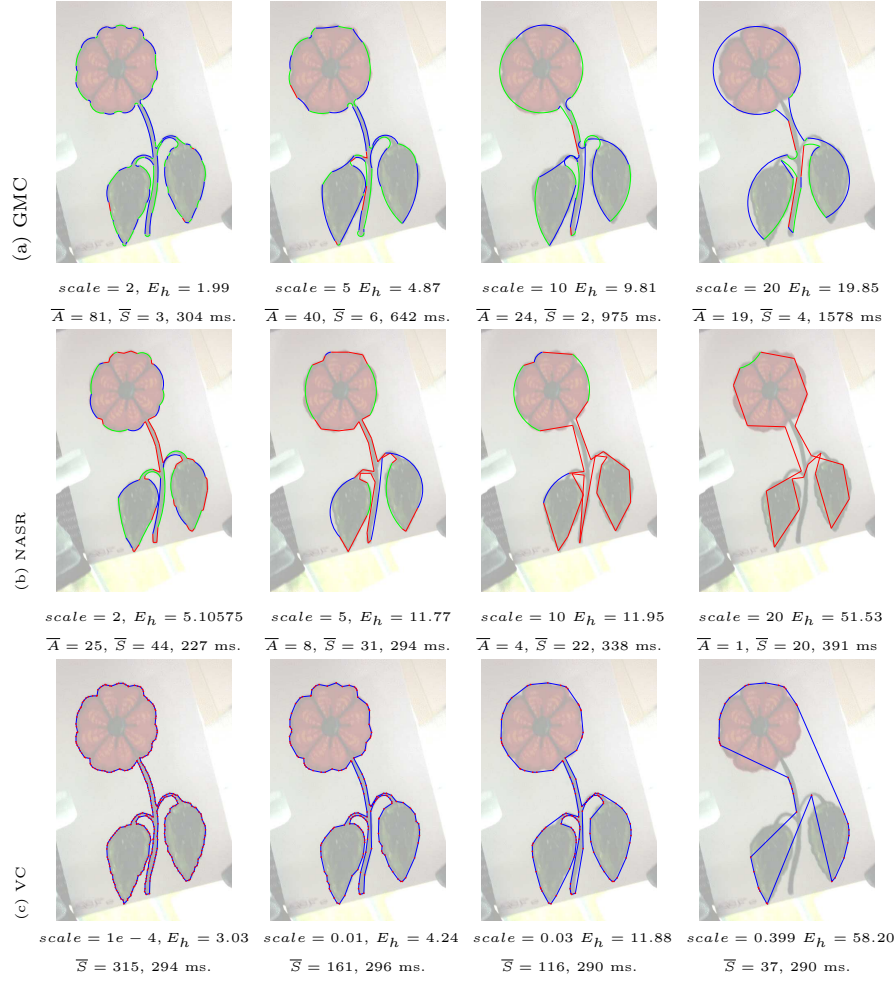 (a) GMC
scale = 2, E_h = 1.99
scale = 5 E_h = 4.87
scale = 10 E_h = 9.81
scale = 20 E_h = 19.85
A̅ = 81, S̅ = 3, 304 ms.
A̅ = 40, S̅ = 6, 642 ms.
A̅ = 24, S̅ = 2, 975 ms.
A̅ = 19, S̅ = 4, 1578 ms
(b) NASR
scale = 2, E_h = 5.10575
scale = 5, E_h = 11.77
scale = 10 E_h = 11.95
scale = 20 E_h = 51.53
A̅ = 25, S̅ = 44, 227 ms.
A̅ = 8, S̅ = 31, 294 ms.
A̅ = 4, S̅ = 22, 338 ms.
A̅ = 1, S̅ = 20, 391 ms
(c) VC
scale = 1e − 4, E_h = 3.03
scale = 0.01, E_h = 4.24
scale = 0.03 E_h = 11.88
scale = 0.399 E_h = 58.20
S̅ = 315, 294 ms.
S̅ = 161, 296 ms.
S̅ = 116, 290 ms.
S̅ = 37, 290 ms.